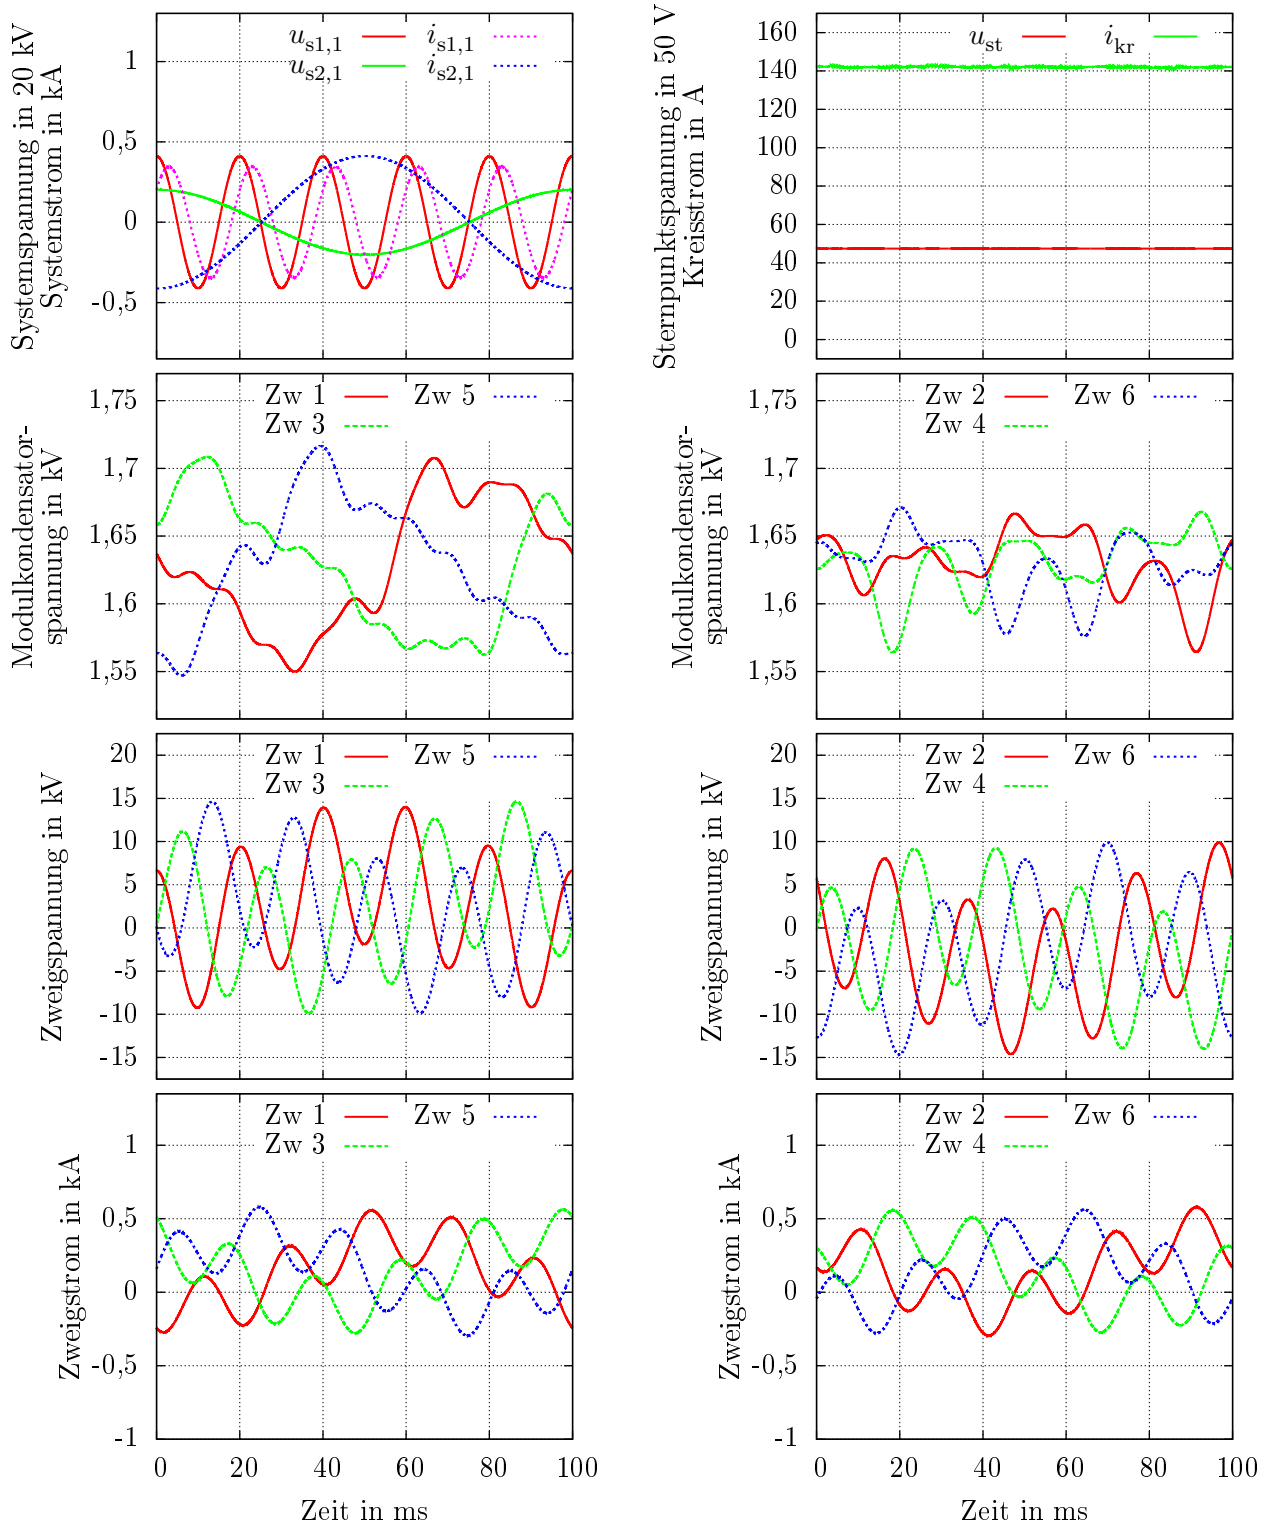 Systemspannung in 20 kV
Systemstrom in kA
u_s1,1 i_s1,1
u_s2,1 i_s2,1
1
0,5
0
-0,5
Sternpunktspannung in 50 V
Kreisstrom in A
u_st i_kr
160
140
120
100
80
60
40
20
0
Modulkondensator-
spannung in kV
Zw 1 Zw 5
Zw 3
1,75
1,7
1,65
1,6
1,55
Modulkondensator-
spannung in kV
Zw 2 Zw 6
Zw 4
1,75
1,7
1,65
1,6
1,55
Zweigspannung in kV
Zw 1 Zw 5
Zw 3
20
15
10
5
0
-5
-10
-15
Zweigspannung in kV
Zw 2 Zw 6
Zw 4
20
15
10
5
0
-5
-10
-15
Zweigstrom in kA
Zw 1 Zw 5
Zw 3
1
0,5
0
-0,5
-1
0 20 40 60 80 100
Zeit in ms
Zweigstrom in kA
Zw 2 Zw 6
Zw 4
1
0,5
0
-0,5
-1
0 20 40 60 80 100
Zeit in ms